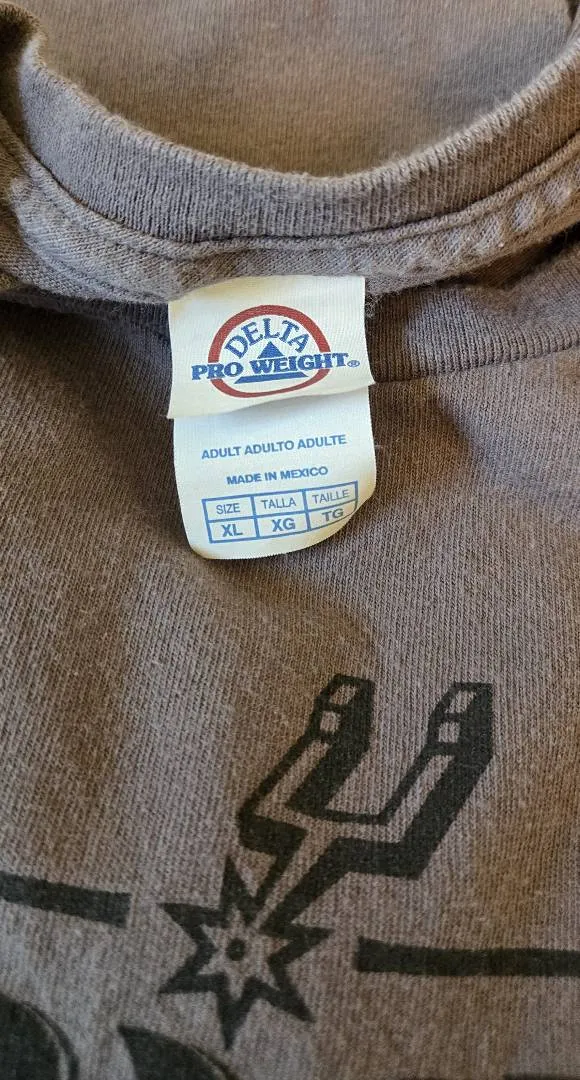 DELTA
PRO WEIGHT®
ADULT ADULTO ADULTE
MADE IN MEXICO
SIZE TALLA TAILLE
XL XG TG